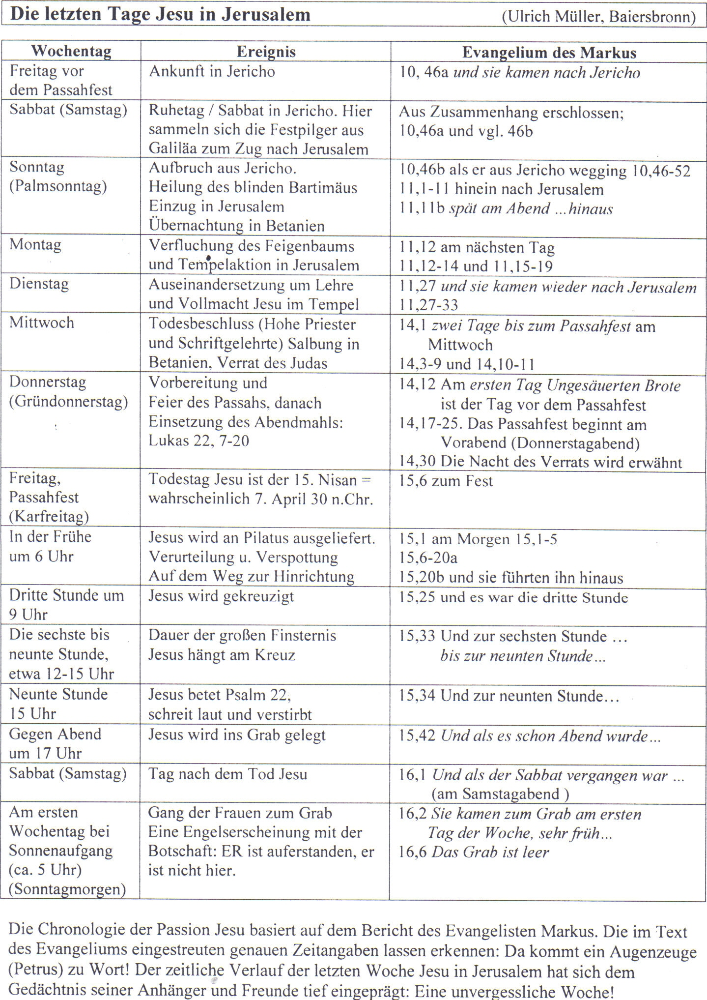 Die letzten Tage Jesu in Jerusalem (Ulrich Müller, Baiersbronn)
Wochentag Ereignis Evangelium des Markus
Freitag vor
dem Passahfest
Ankunft in Jericho
10, 46a und sie kamen nach Jericho
Sabbat (Samstag)
Ruhetag / Sabbat in Jericho. Hier
sammeln sich die Festpilger aus
Galiläa zum Zug nach Jerusalem
Aus Zusammenhang erschlossen;
10,46a und vgl. 46b
Sonntag
(Palmsonntag)
Aufbruch aus Jericho.
Heilung des blinden Bartimäus
Einzug in Jerusalem
Übernachtung in Betanien
10,46b als er aus Jericho wegging 10,46-52
11,1-11 hinein nach Jerusalem
11,11b spät am Abend ...hinaus
Montag
Verfluchung des Feigenbaums
und Tempelaktion in Jerusalem
11,12 am nächsten Tag
11,12-14 und 11,15-19
Dienstag
Auseinandersetzung um Lehre
und Vollmacht Jesu im Tempel
11,27 und sie kamen wieder nach Jerusalem
11,27-33
Mittwoch
Todesbeschluss (Hohe Priester
und Schriftgelehrte) Salbung in
Betanien, Verrat des Judas
14,1 zwei Tage bis zum Passahfest am
Mittwoch
14,3-9 und 14,10-11
Donnerstag
(Gründonnerstag)
Vorbereitung und
Feier des Passahs, danach
Einsetzung des Abendmahls:
Lukas 22, 7-20
14,12 Am ersten Tag Ungesäuerten Brote
ist der Tag vor dem Passahfest
14,17-25. Das Passahfest beginnt am
Vorabend (Donnerstagabend)
14,30 Die Nacht des Verrats wird erwähnt
Freitag,
Passahfest
(Karfreitag)
Todestag Jesu ist der 15. Nisan =
wahrscheinlich 7. April 30 n.Chr.
15,6 zum Fest
In der Frühe
um 6 Uhr
Jesus wird an Pilatus ausgeliefert.
Verurteilung u. Verspottung
Auf dem Weg zur Hinrichtung
15,1 am Morgen 15,1-5
15,6-20a
15,20b und sie führten ihn hinaus
Dritte Stunde um
9 Uhr
Jesus wird gekreuzigt
15,25 und es war die dritte Stunde
Die sechste bis
neunte Stunde,
etwa 12-15 Uhr
Dauer der großen Finsternis
Jesus hängt am Kreuz
15,33 Und zur sechsten Stunde ...
bis zur neunten Stunde...
Neunte Stunde
15 Uhr
Jesus betet Psalm 22,
schreit laut und verstirbt
15,34 Und zur neunten Stunde...
Gegen Abend
um 17 Uhr
Jesus wird ins Grab gelegt
15,42 Und als es schon Abend wurde...
Sabbat (Samstag)
Tag nach dem Tod Jesu
16,1 Und als der Sabbat vergangen war ...
(am Samstagabend )
Am ersten
Wochentag bei
Sonnenaufgang
(ca. 5 Uhr)
(Sonntagmorgen)
Gang der Frauen zum Grab
Eine Engelserscheinung mit der
Botschaft: ER ist auferstanden, er
ist nicht hier.
16,2 Sie kamen zum Grab am ersten
Tag der Woche, sehr früh...
16,6 Das Grab ist leer
Die Chronologie der Passion Jesu basiert auf dem Bericht des Evangelisten Markus. Die im Text
des Evangeliums eingestreuten genauen Zeitangaben lassen erkennen: Da kommt ein Augenzeuge
(Petrus) zu Wort! Der zeitliche Verlauf der letzten Woche Jesu in Jerusalem hat sich dem
Gedächtnis seiner Anhänger und Freunde tief eingeprägt: Eine unvergessliche Woche!